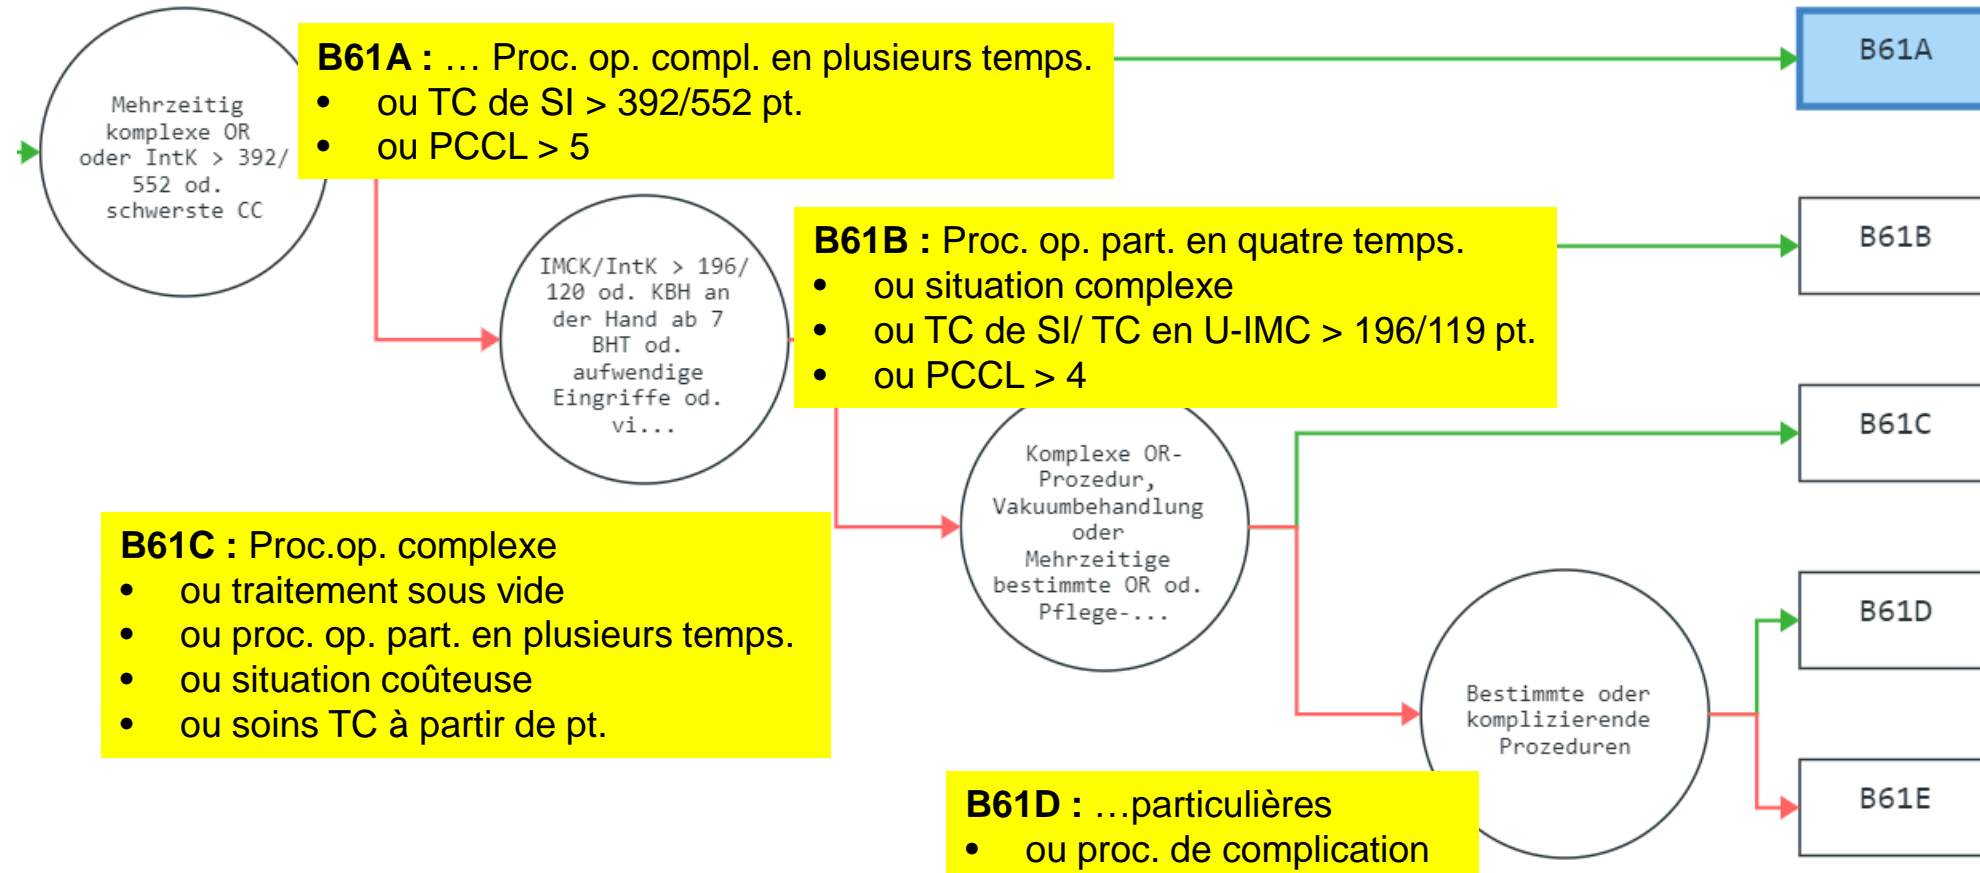 Mehrzeitig
komplexe OR
oder IntK > 392/
552 od.
schwerste CC
B61A : … Proc. op. compl. en plusieurs temps.
• ou TC de SI > 392/552 pt.
• ou PCCL > 5
B61A
IMCK/IntK > 196/
120 od. KBH an
der Hand ab 7
BHT od.
aufwendige
Eingriffe od.
vi...
B61B : Proc. op. part. en quatre temps.
• ou situation complexe
• ou TC de SI/ TC en U-IMC > 196/119 pt.
• ou PCCL > 4
B61B
Komplexe OR-
Prozedur,
Vakuumbehandlung
oder
Mehrzeitige
bestimmte OR od.
Pflege-...
B61C
B61C : Proc.op. complexe
• ou traitement sous vide
• ou proc. op. part. en plusieurs temps.
• ou situation coûteuse
• ou soins TC à partir de pt.
Bestimmte oder
komplizierende
Prozeduren
B61D
B61D : …particulières
• ou proc. de complication
B61E